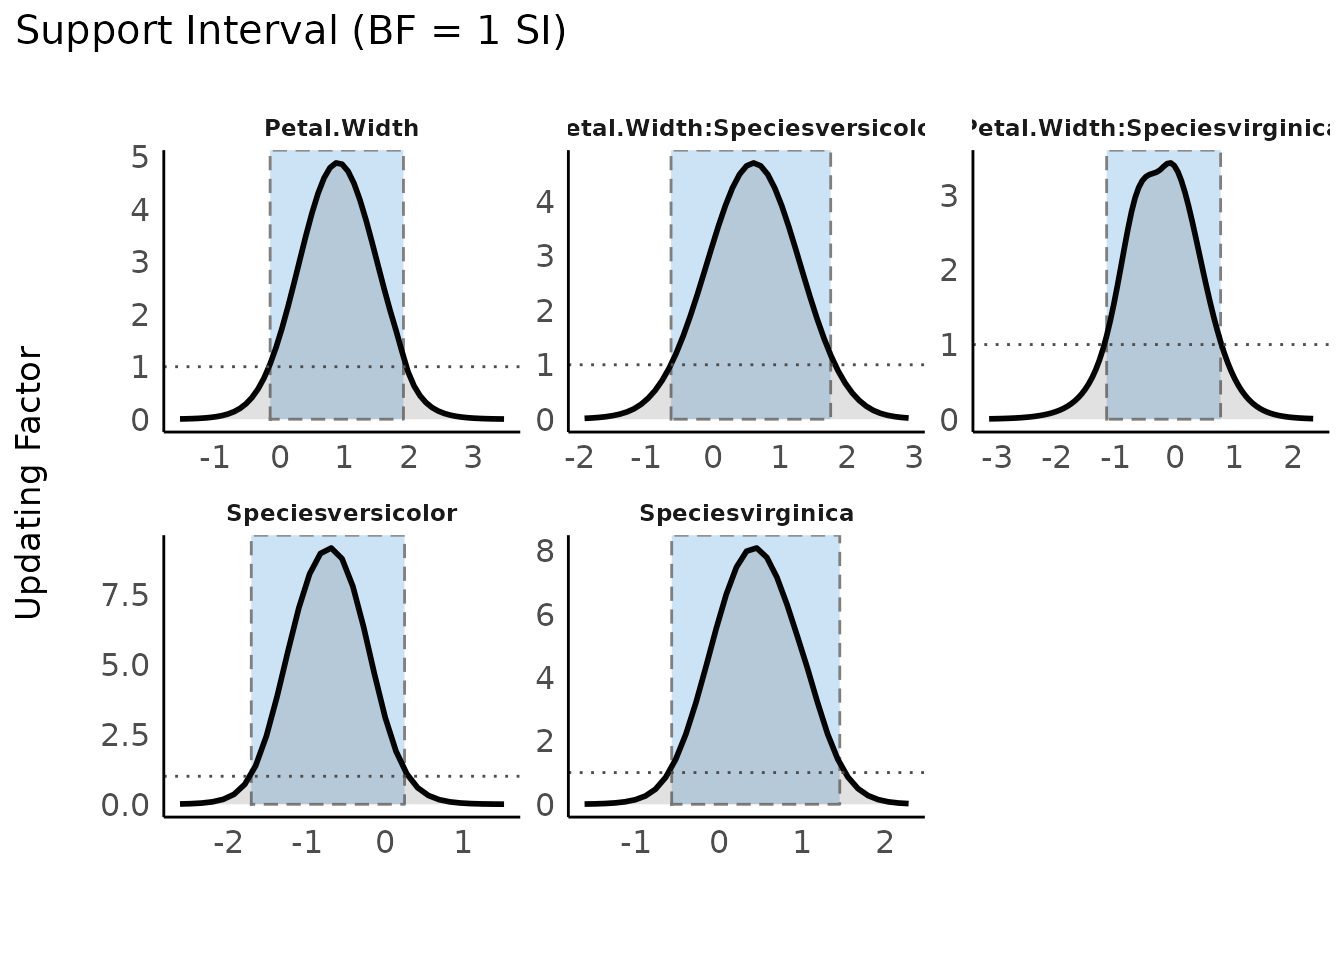 Support Interval (BF = 1 SI)
Updating Factor
Petal.Width
5
4
3
2
1
0
-1 0 1 2 3
etal.Width:Speciesversicolo
4
3
2
1
0
-2 -1 0 1 2 3
Petal.Width:Speciesvirginica
3
2
1
0
-3 -2 -1 0 1 2
Speciesversicolor
7.5
5.0
2.5
0.0
-2 -1 0 1
Speciesvirginica
8
6
4
2
0
-1 0 1 2